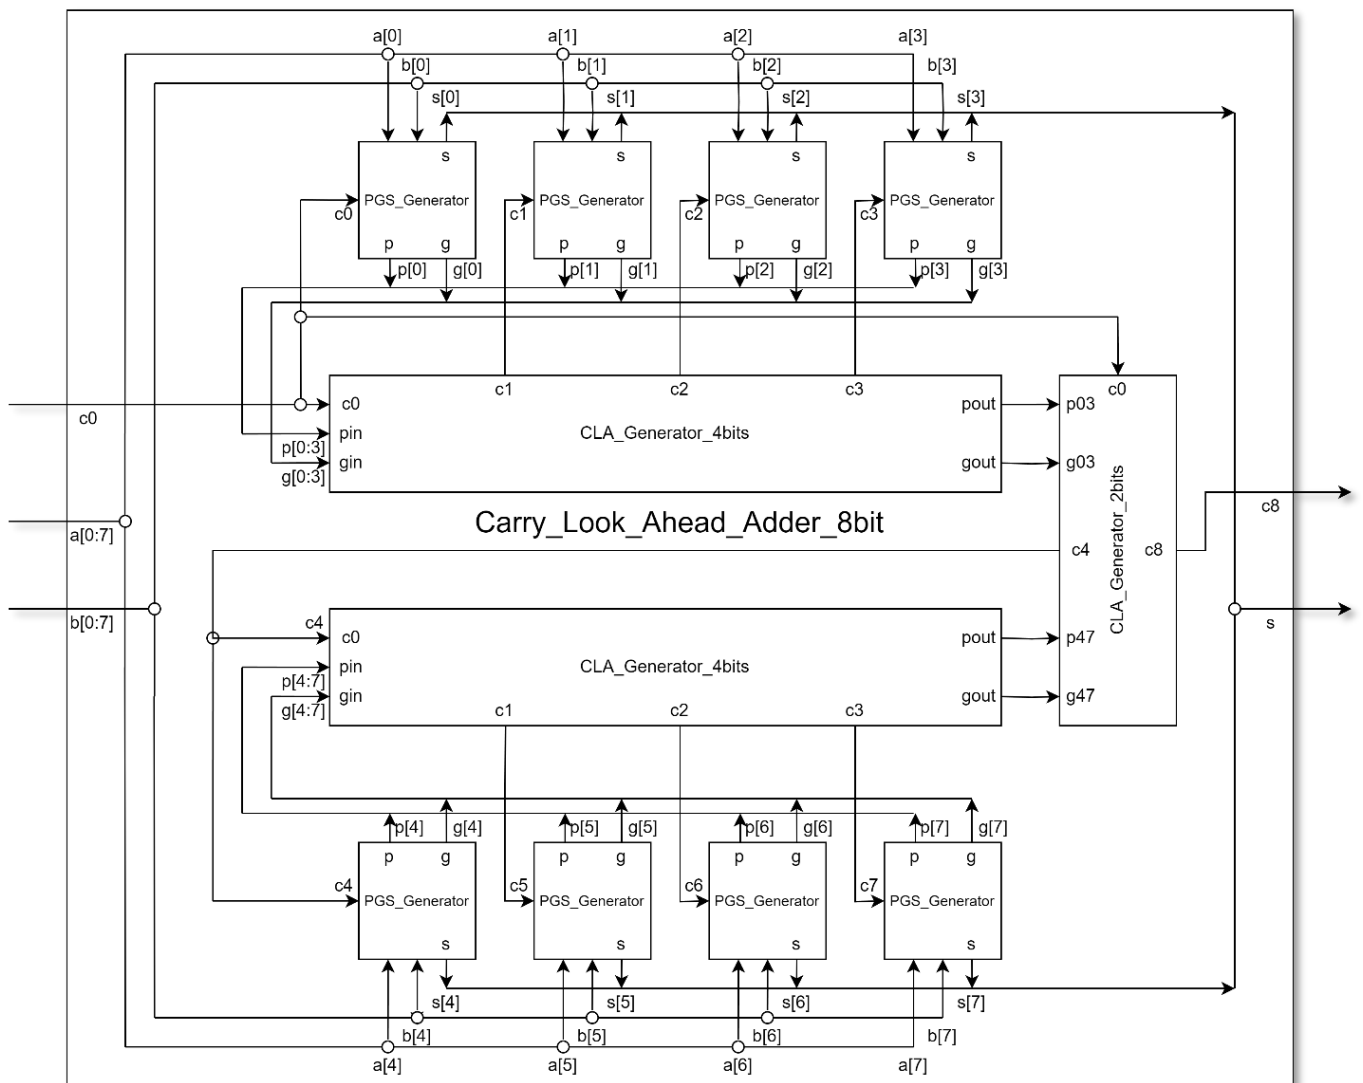 a[0] a[1] a[2] a[3]
b[0] b[1] b[2] b[3]
s[0] s[1] s[2] s[3]
s s s s
PGS_Generator PGS_Generator PGS_Generator PGS_Generator
c0 c1 c2 c3
p g p g p g p g
p[0] g[0] p[1] g[1] p[2] g[2] p[3] g[3]
c1 c2 c3 c0
c0 pout p03
c0
pin CLA_Generator_4bits
p[0:3]
gin gout g03
g[0:3]
CLA_Generator_2bits
c8
Carry_Look_Ahead_Adder_8bit
a[0:7]
c4 c8
b[0:7] c4 s
c0 pout p47
pin CLA_Generator_4bits
p[4:7]
gin gout g47
g[4:7] c1 c2 c3
p[4] g[4] p[5] g[5] p[6] g[6] p[7] g[7]
p g p g p g p g
c4 c5 c6 c7
PGS_Generator PGS_Generator PGS_Generator PGS_Generator
s s s s
s[4] s[5] s[6] s[7]
b[4] b[5] b[6] b[7]
a[4] a[5] a[6] a[7]